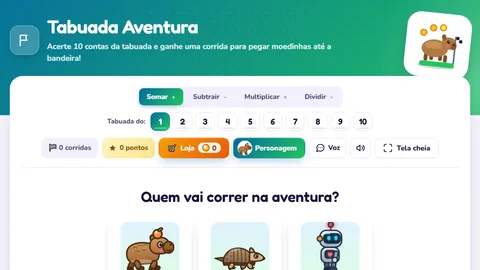 Tabuada Aventura
Acerte 10 contas da tabuada e ganhe uma corrida para pegar moedinhas até a
bandeira!
Somar + Subtrair − Multiplicar × Dividir ÷
Tabuada do: 1 2 3 4 5 6 7 8 9 10
0 corridas 0 pontos Loja 0 Personagem Voz Tela cheia
Quem vai correr na aventura?